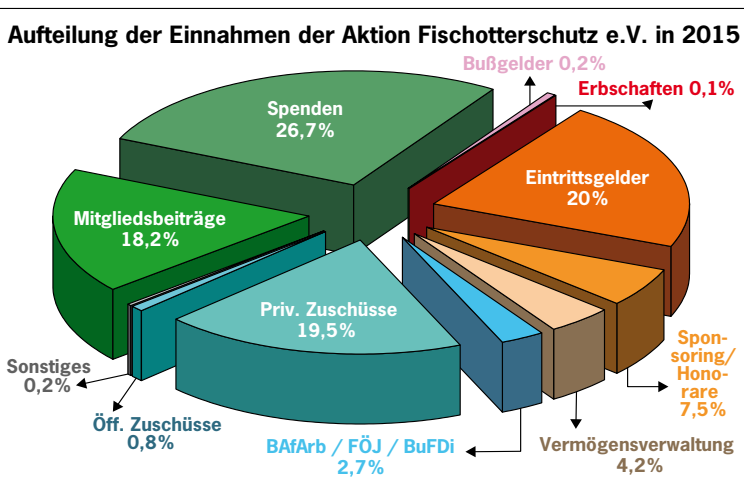 Aufteilung der Einnahmen der Aktion Fischotterschutz e.V. in 2015
Bußgelder 0,2%
Erbschaften 0,1%
Spenden
26,7%
Eintrittsgelder
20%
Mitgliedsbeiträge
18,2%
Priv. Zuschüsse
19,5%
Sponsoring/
Hono-
rare
7,5%
Sonstiges
0,2%
Öff. Zuschüsse
0,8%
BAfArb / FÖJ / BuFDi
2,7%
Vermögensverwaltung
4,2%